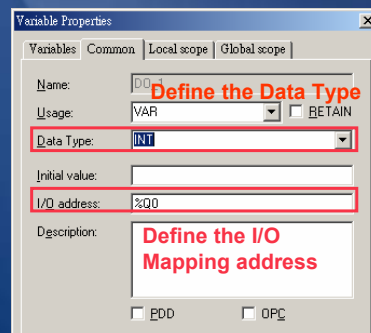 Variable Properties
Variables Common Local scope Global scope
Name: DO_1
Define the Data Type
Usage: VAR RETAIN
Data Type: INT
Initial value:
I/O address: %Q0
Description:
Define the I/O
Mapping address
PDD OPC